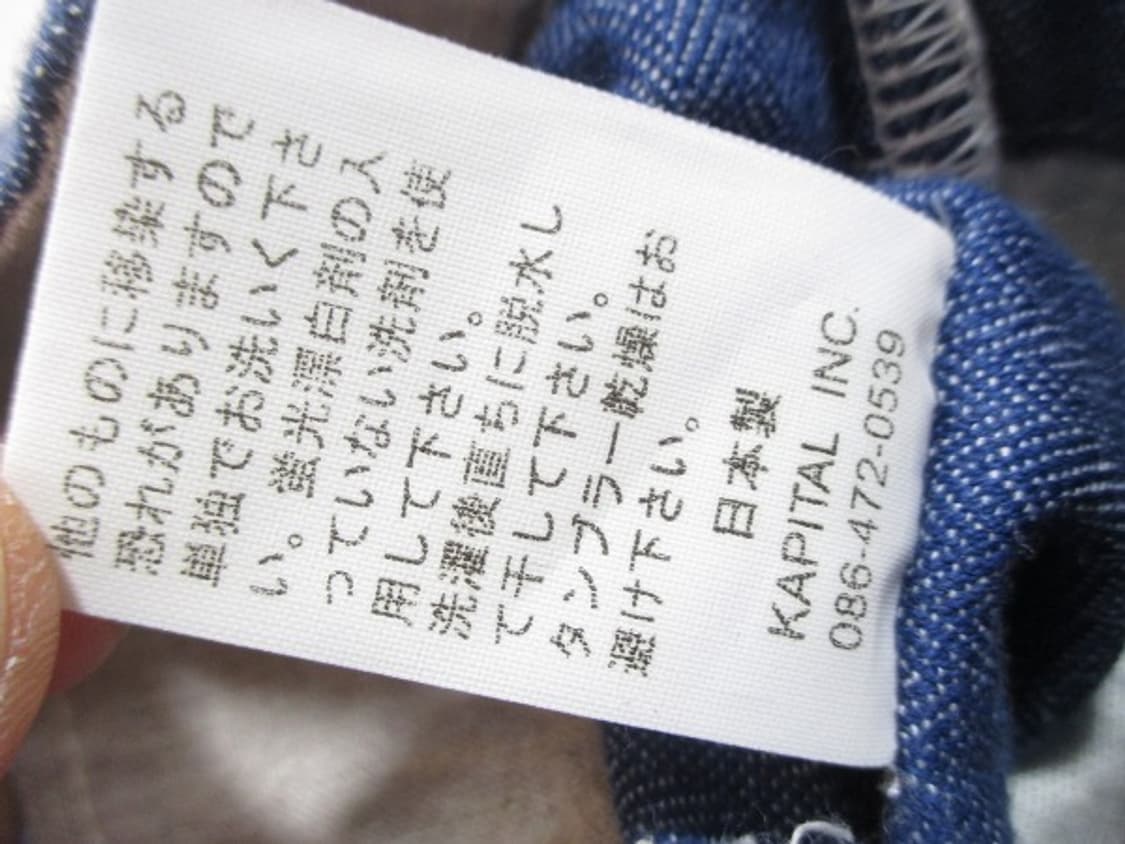 他のものに移染する
恐れがありますので
単独でお洗いく下さ
い。蛍光漂白剤の入
っていない洗剤を使
用して下さい。
洗濯後直ちに脱水し
て干して下さい。
タンブラー乾燥はお
避け下さい。
日本製
KAPITAL INC.
086-472-0539